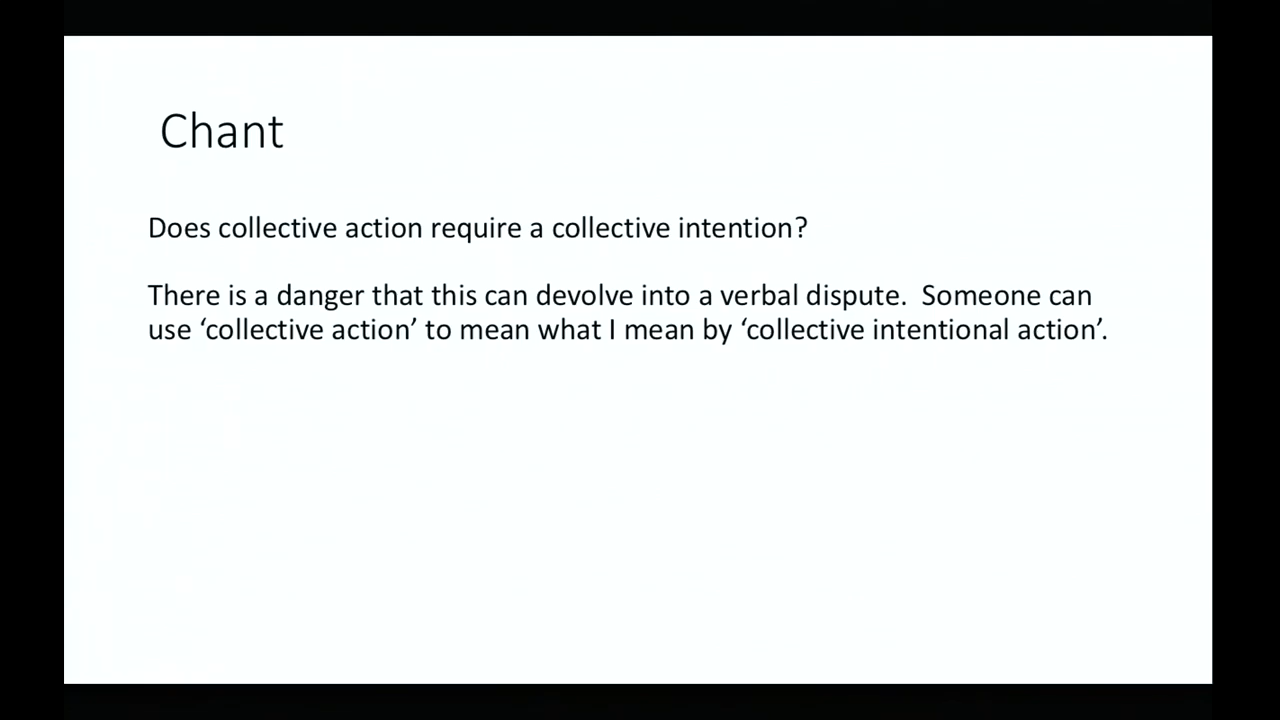 Chant
Does collective action require a collective intention?
There is a danger that this can devolve into a verbal dispute.  Someone can
use ‘collective action’ to mean what I mean by ‘collective intentional action’.